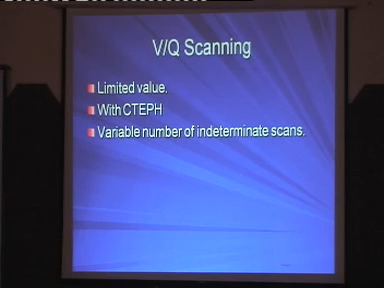 V/Q Scanning
Limited value.
With CTEPH
Variable number of indeterminate scans.